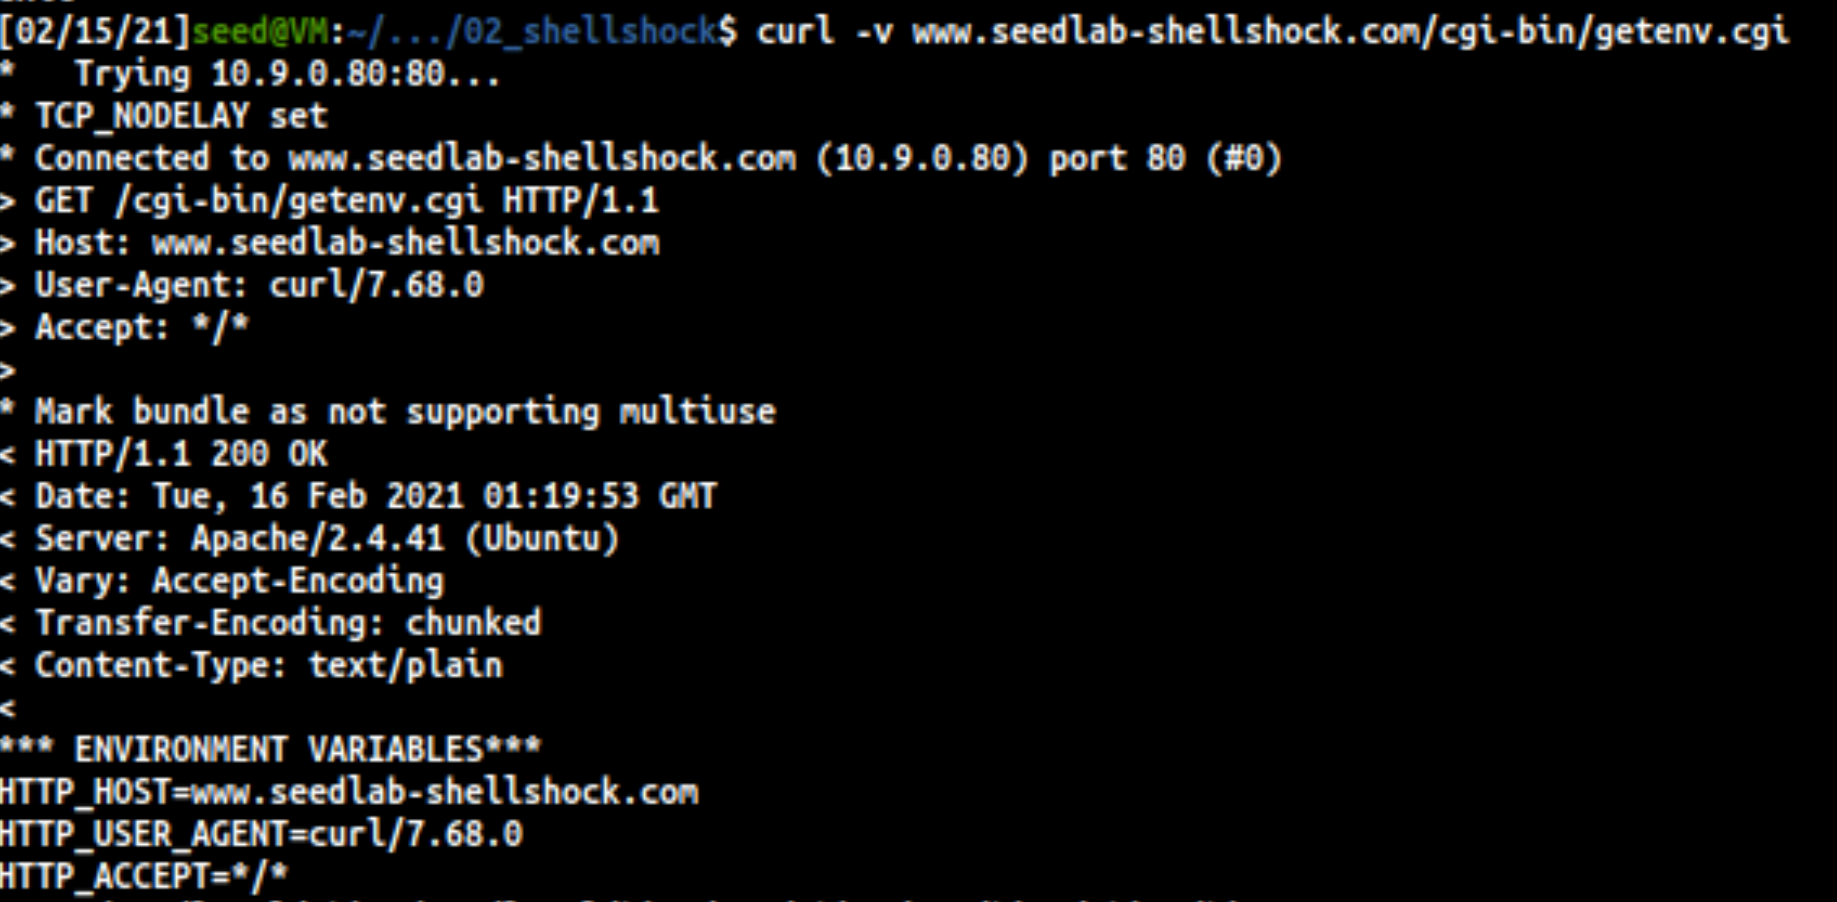 [02/15/21]seed@VM:~/.../02_shellshock$ curl -v www.seedlab-shellshock.com/cgi-bin/getenv.cgi
*   Trying 10.9.0.80:80...
* TCP_NODELAY set
* Connected to www.seedlab-shellshock.com (10.9.0.80) port 80 (#0)
> GET /cgi-bin/getenv.cgi HTTP/1.1
> Host: www.seedlab-shellshock.com
> User-Agent: curl/7.68.0
> Accept: */*
>
* Mark bundle as not supporting multiuse
< HTTP/1.1 200 OK
< Date: Tue, 16 Feb 2021 01:19:53 GMT
< Server: Apache/2.4.41 (Ubuntu)
< Vary: Accept-Encoding
< Transfer-Encoding: chunked
< Content-Type: text/plain
<
*** ENVIRONMENT VARIABLES***
HTTP_HOST=www.seedlab-shellshock.com
HTTP_USER_AGENT=curl/7.68.0
HTTP_ACCEPT=*/*